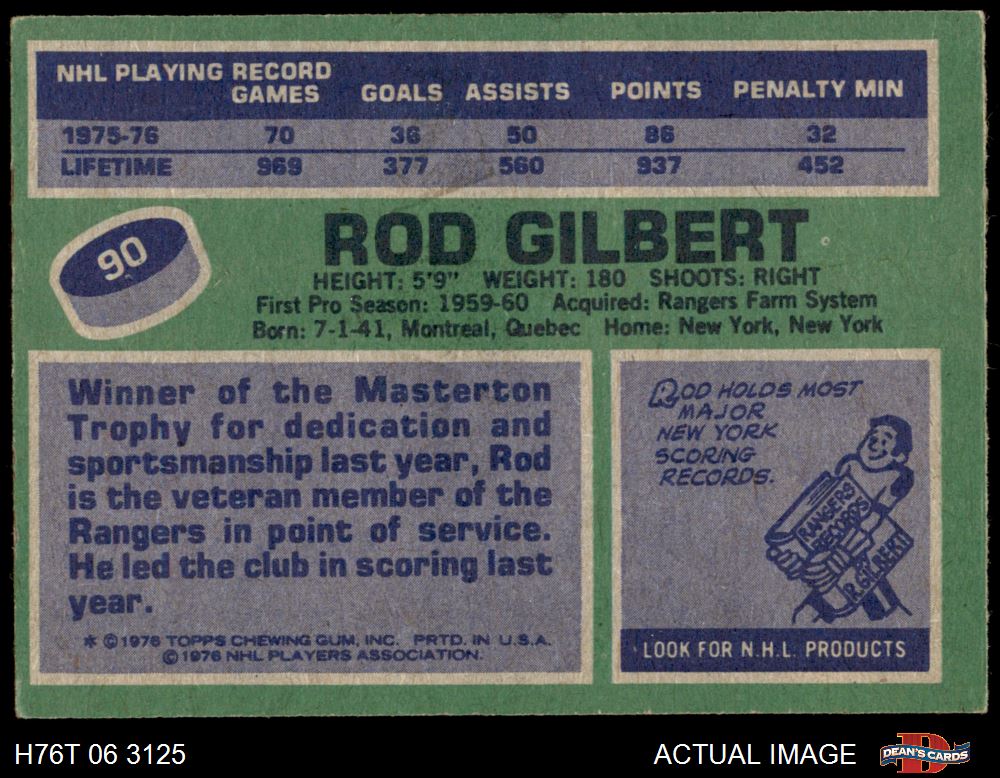 NHL PLAYING RECORD
GAMES GOALS ASSISTS POINTS PENALTY MIN
1975-76 70 36 50 86 32
LIFETIME 969 377 560 937 452
90
ROD GILBERT
HEIGHT: 5'9" WEIGHT: 180 SHOOTS: RIGHT
First Pro Season: 1959-60 Acquired: Rangers Farm System
Born: 7-1-41, Montreal, Quebec Home: New York, New York
Winner of the Masterton
Trophy for dedication and
sportsmanship last year, Rod
is the veteran member of the
Rangers in point of service.
He led the club in scoring last
year.
* ©1976 TOPPS CHEWING GUM, INC. PRTD. IN U.S.A.
©1976 NHL PLAYERS ASSOCIATION.
ROD HOLDS MOST
MAJOR
NEW YORK
SCORING
RECORDS.
RANGERS
RECORDS
R. GILBERT
LOOK FOR N.H.L. PRODUCTS
H76T 06 3125
ACTUAL IMAGE
DEAN'S CARDS